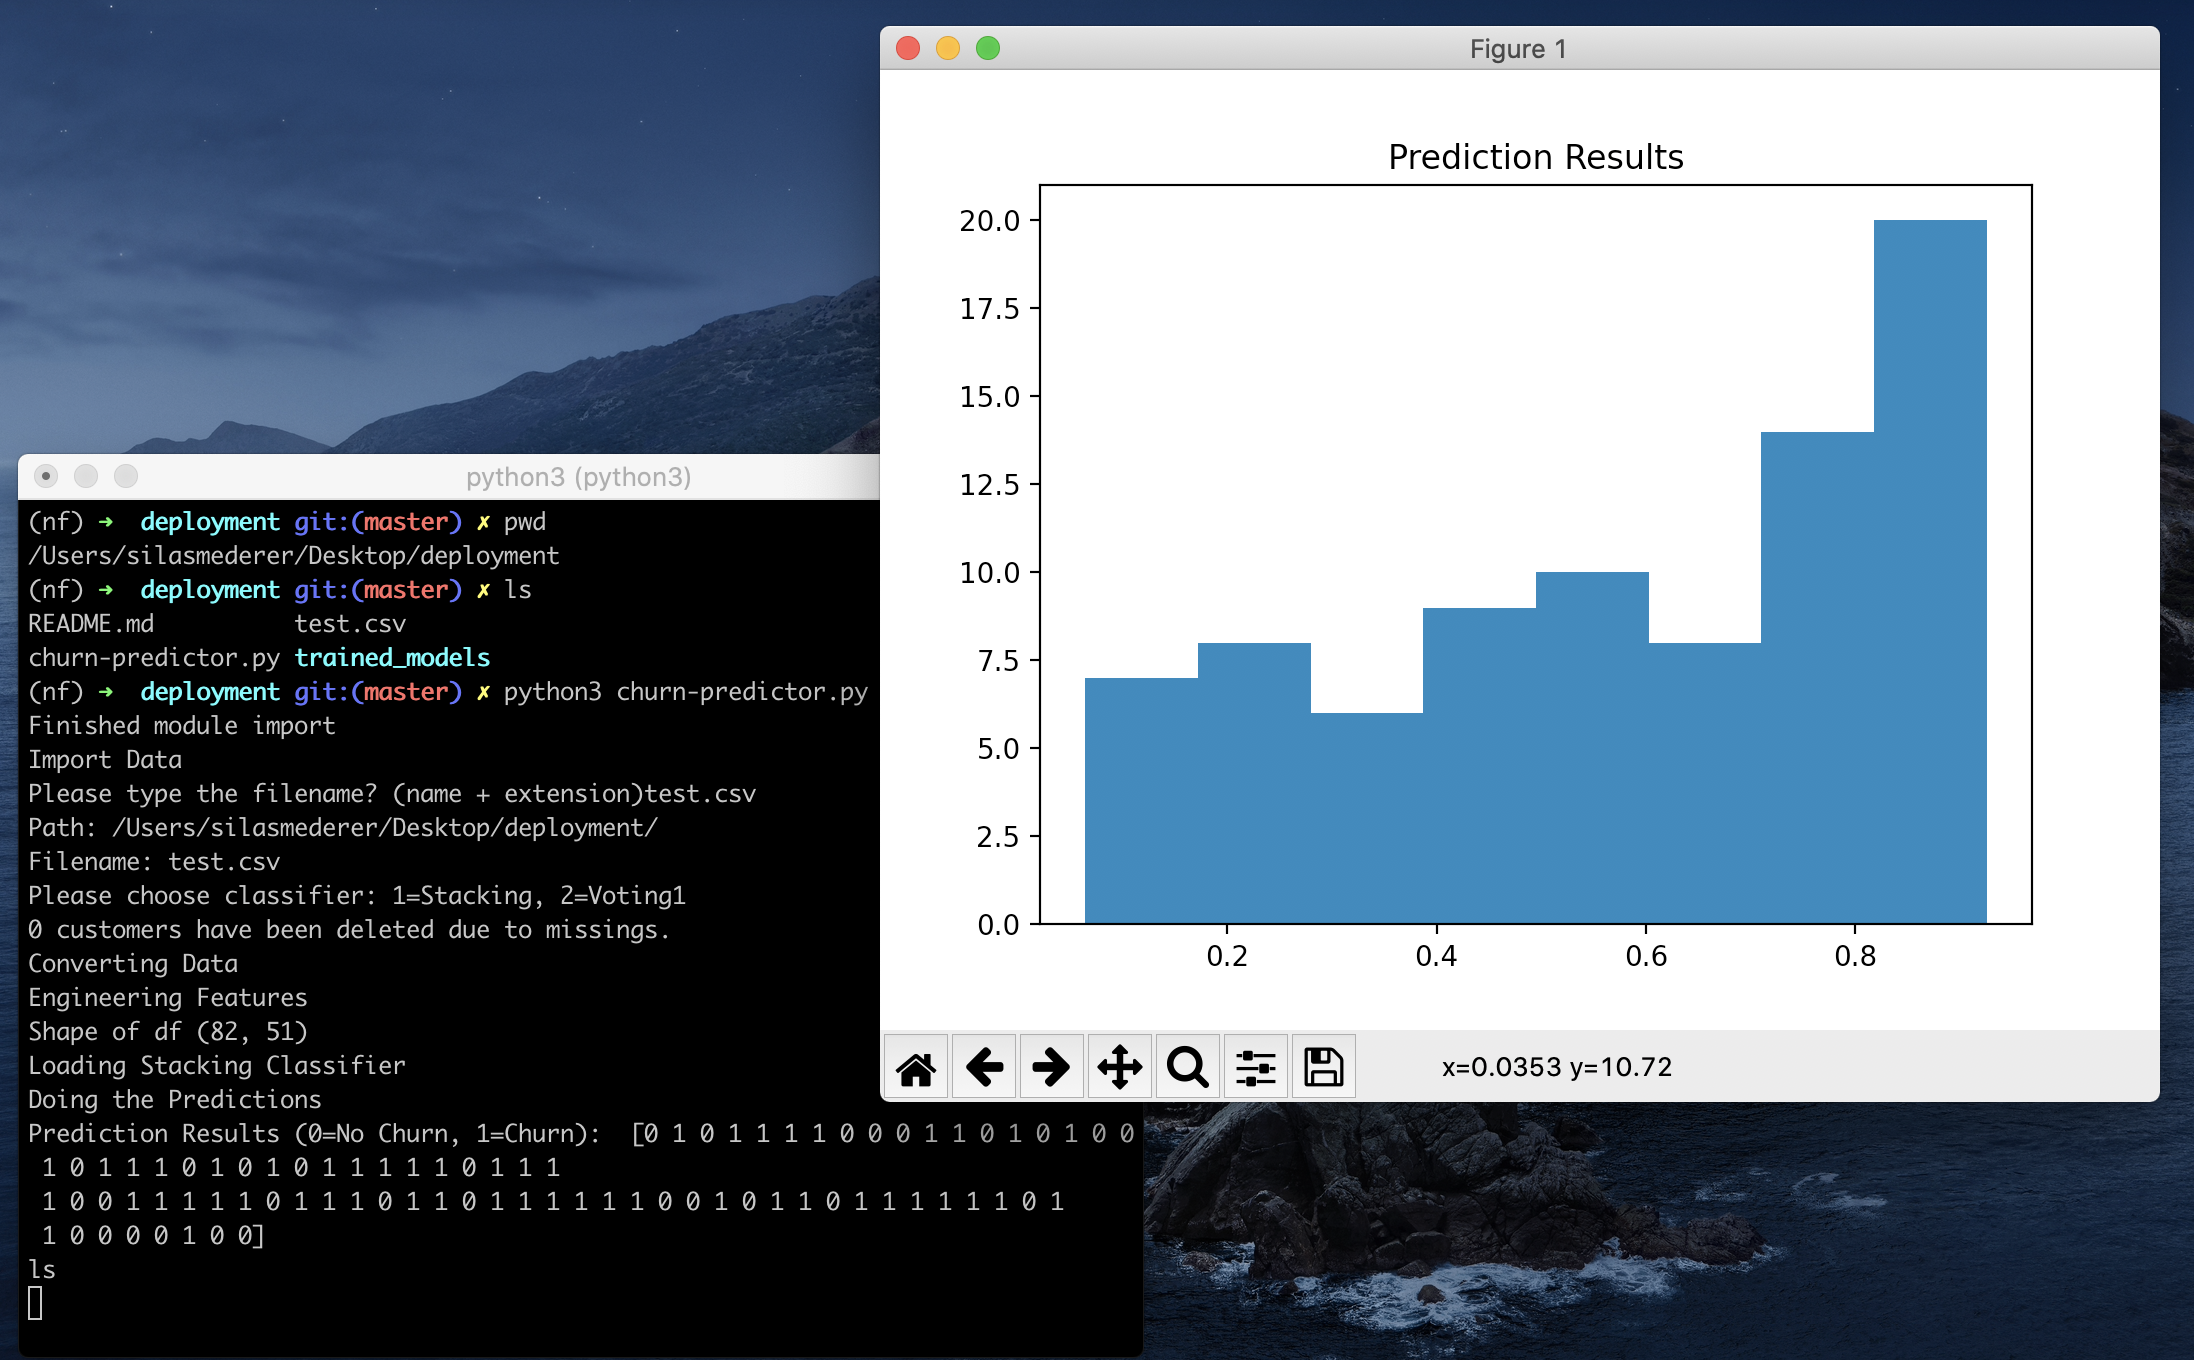 Figure 1
Prediction Results
20.0
17.5
15.0
12.5
10.0
7.5
5.0
2.5
0.0
0.2 0.4 0.6 0.8
x=0.0353 y=10.72
python3 (python3)
(nf) ➜ deployment git:(master) ✗ pwd
/Users/silasmederer/Desktop/deployment
(nf) ➜ deployment git:(master) ✗ ls
README.md test.csv
churn-predictor.py trained_models
(nf) ➜ deployment git:(master) ✗ python3 churn-predictor.py
Finished module import
Import Data
Please type the filename? (name + extension)test.csv
Path: /Users/silasmederer/Desktop/deployment/
Filename: test.csv
Please choose classifier: 1=Stacking, 2=Voting1
0 customers have been deleted due to missings.
Converting Data
Engineering Features
Shape of df (82, 51)
Loading Stacking Classifier
Doing the Predictions
Prediction Results (0=No Churn, 1=Churn): [0 1 0 1 1 1 1 0 0 0 1 1 0 1 0 1 0 0
1 0 1 1 1 0 1 0 1 0 1 1 1 1 1 0 1 1 1
1 0 0 1 1 1 1 1 0 1 1 1 0 1 1 0 1 1 1 1 1 1 0 0 1 0 1 1 0 1 1 1 1 1 1 0 1
1 0 0 0 0 1 0 0]
ls